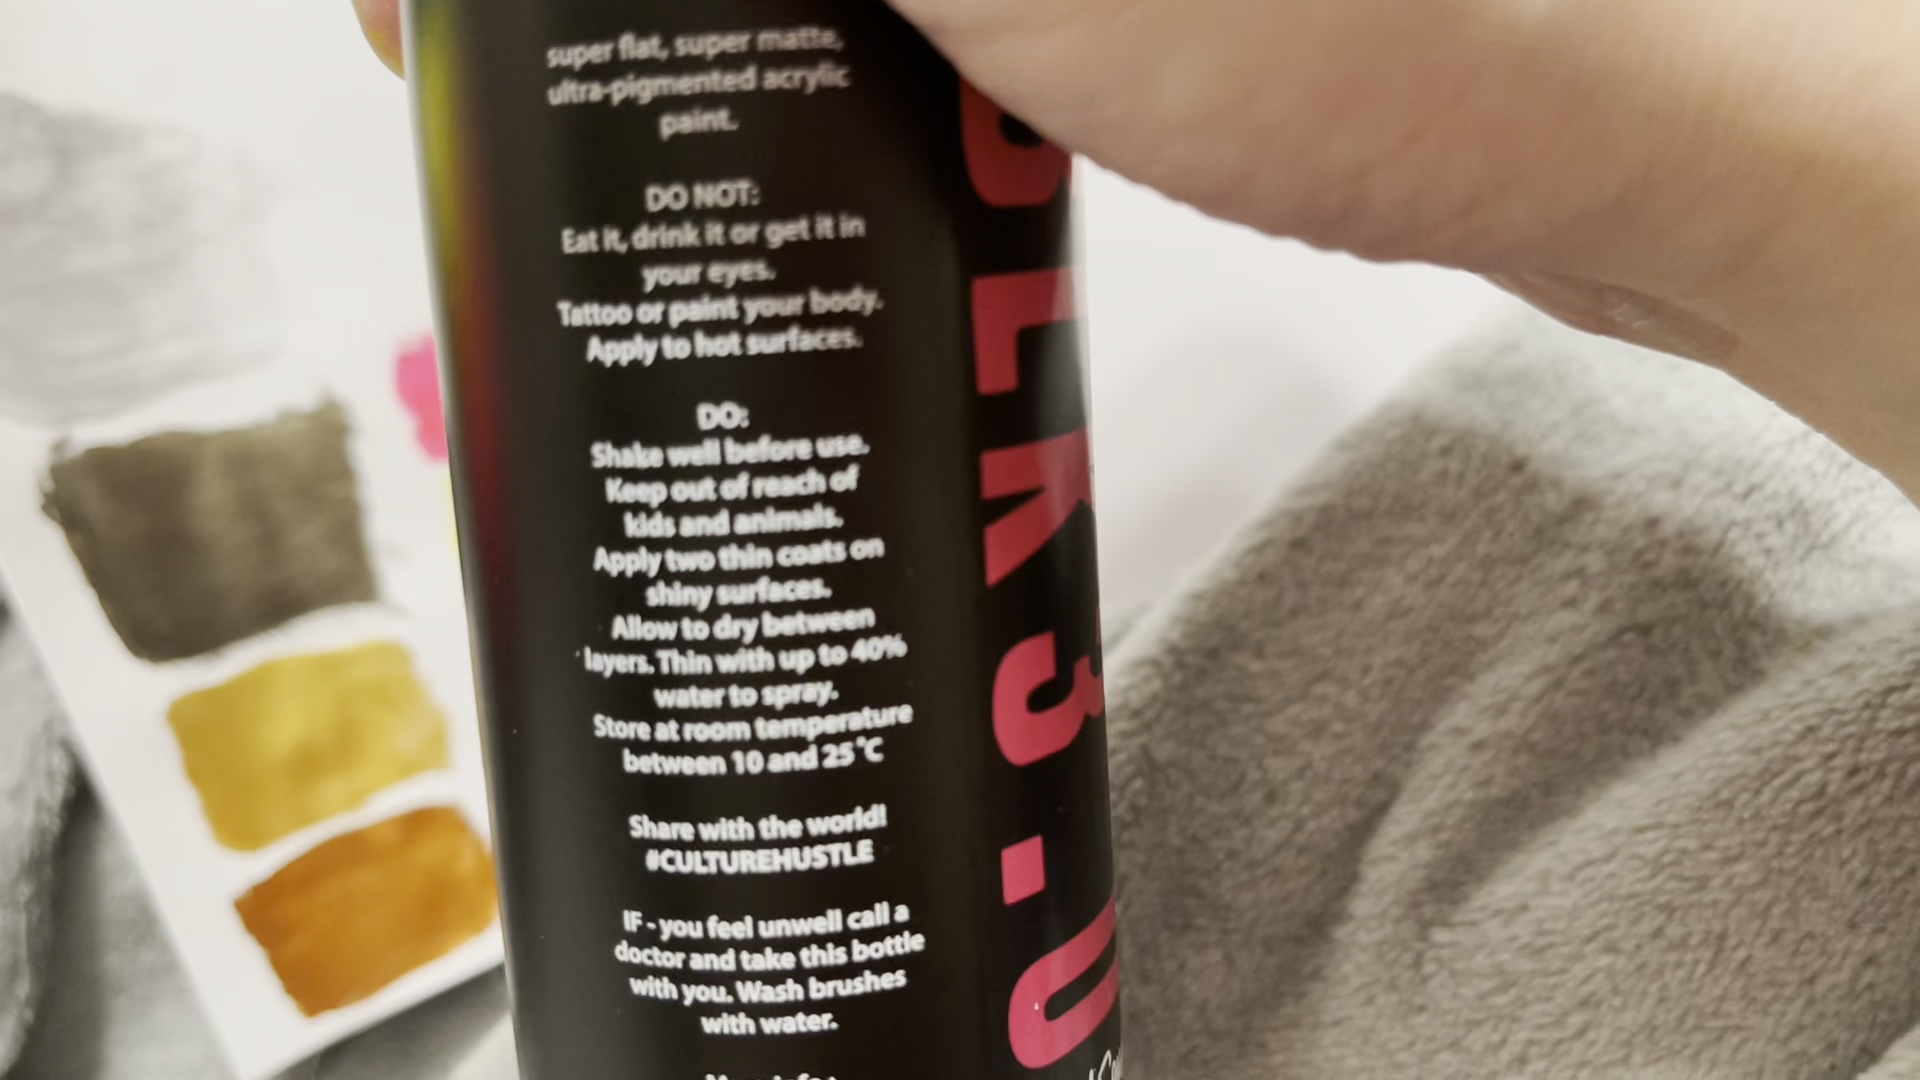 super flat, super matte,
ultra-pigmented acrylic
paint.
DO NOT:
Eat it, drink it or get it in
your eyes.
Tattoo or paint your body.
Apply to hot surfaces.
DO:
Shake well before use.
Keep out of reach of
kids and animals.
Apply two thin coats on
shiny surfaces.
Allow to dry between
layers. Thin with up to 40%
water to spray.
Store at room temperature
between 10 and 25°C
Share with the world!
#CULTUREHUSTLE
IF - you feel unwell call a
doctor and take this bottle
with you. Wash brushes
with water.
BLK3.0